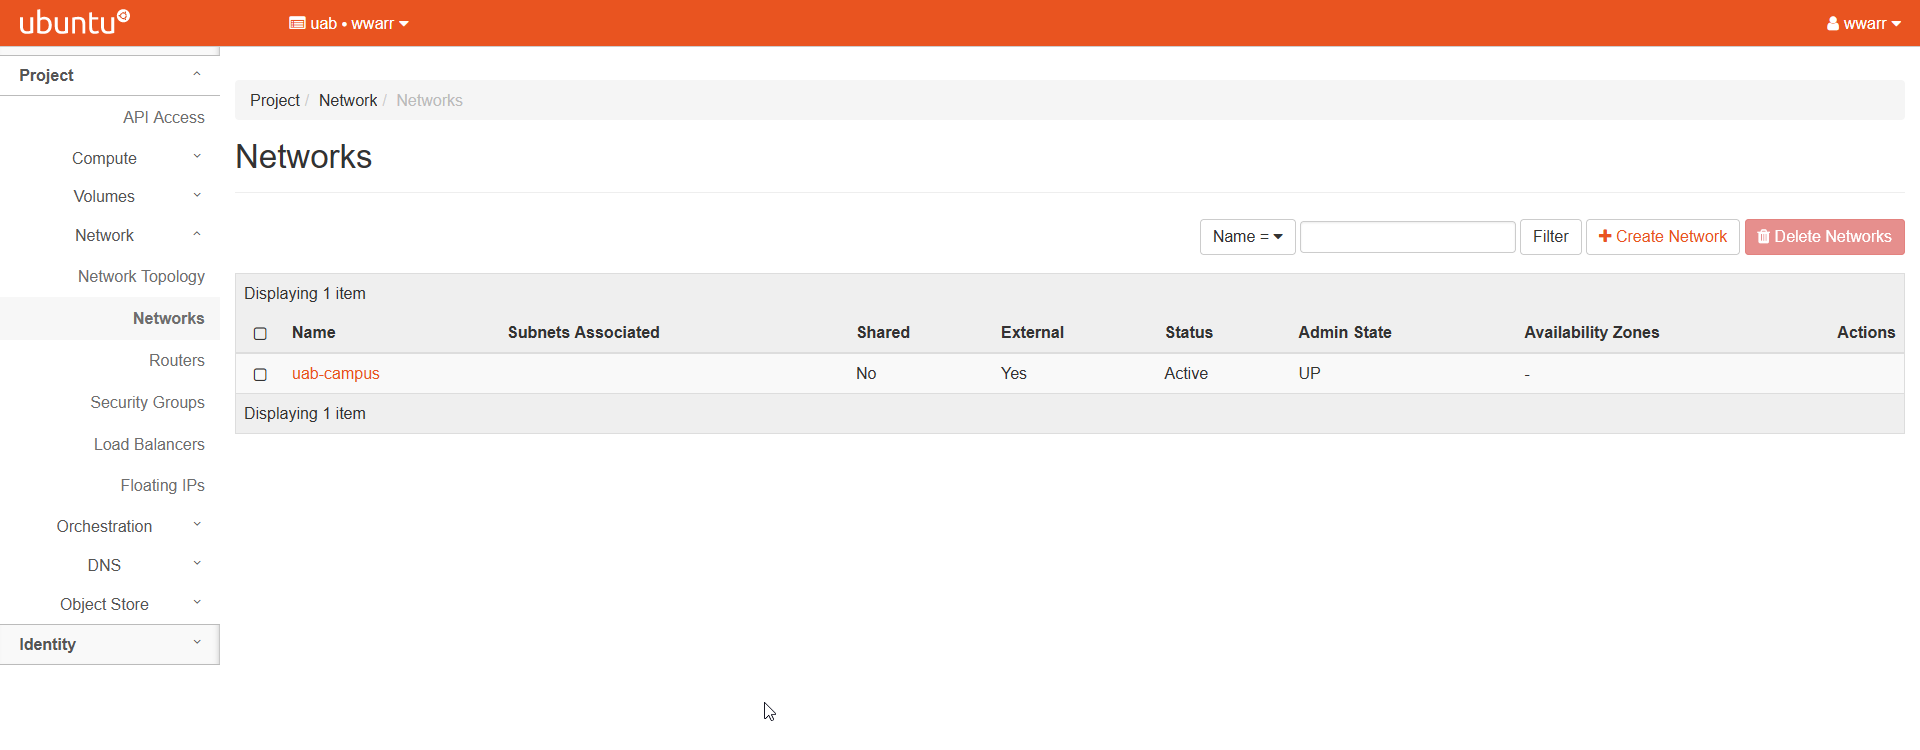 ubuntu
uab • wwarr
wwarr
Project
API Access
Compute
Volumes
Network
Network Topology
Networks
Routers
Security Groups
Load Balancers
Floating IPs
Orchestration
DNS
Object Store
Identity
Project / Network / Networks
Networks
Name =
Filter
Create Network
Delete Networks
Displaying 1 item
Name Subnets Associated Shared External Status Admin State Availability Zones Actions
uab-campus No Yes Active UP -
Displaying 1 item